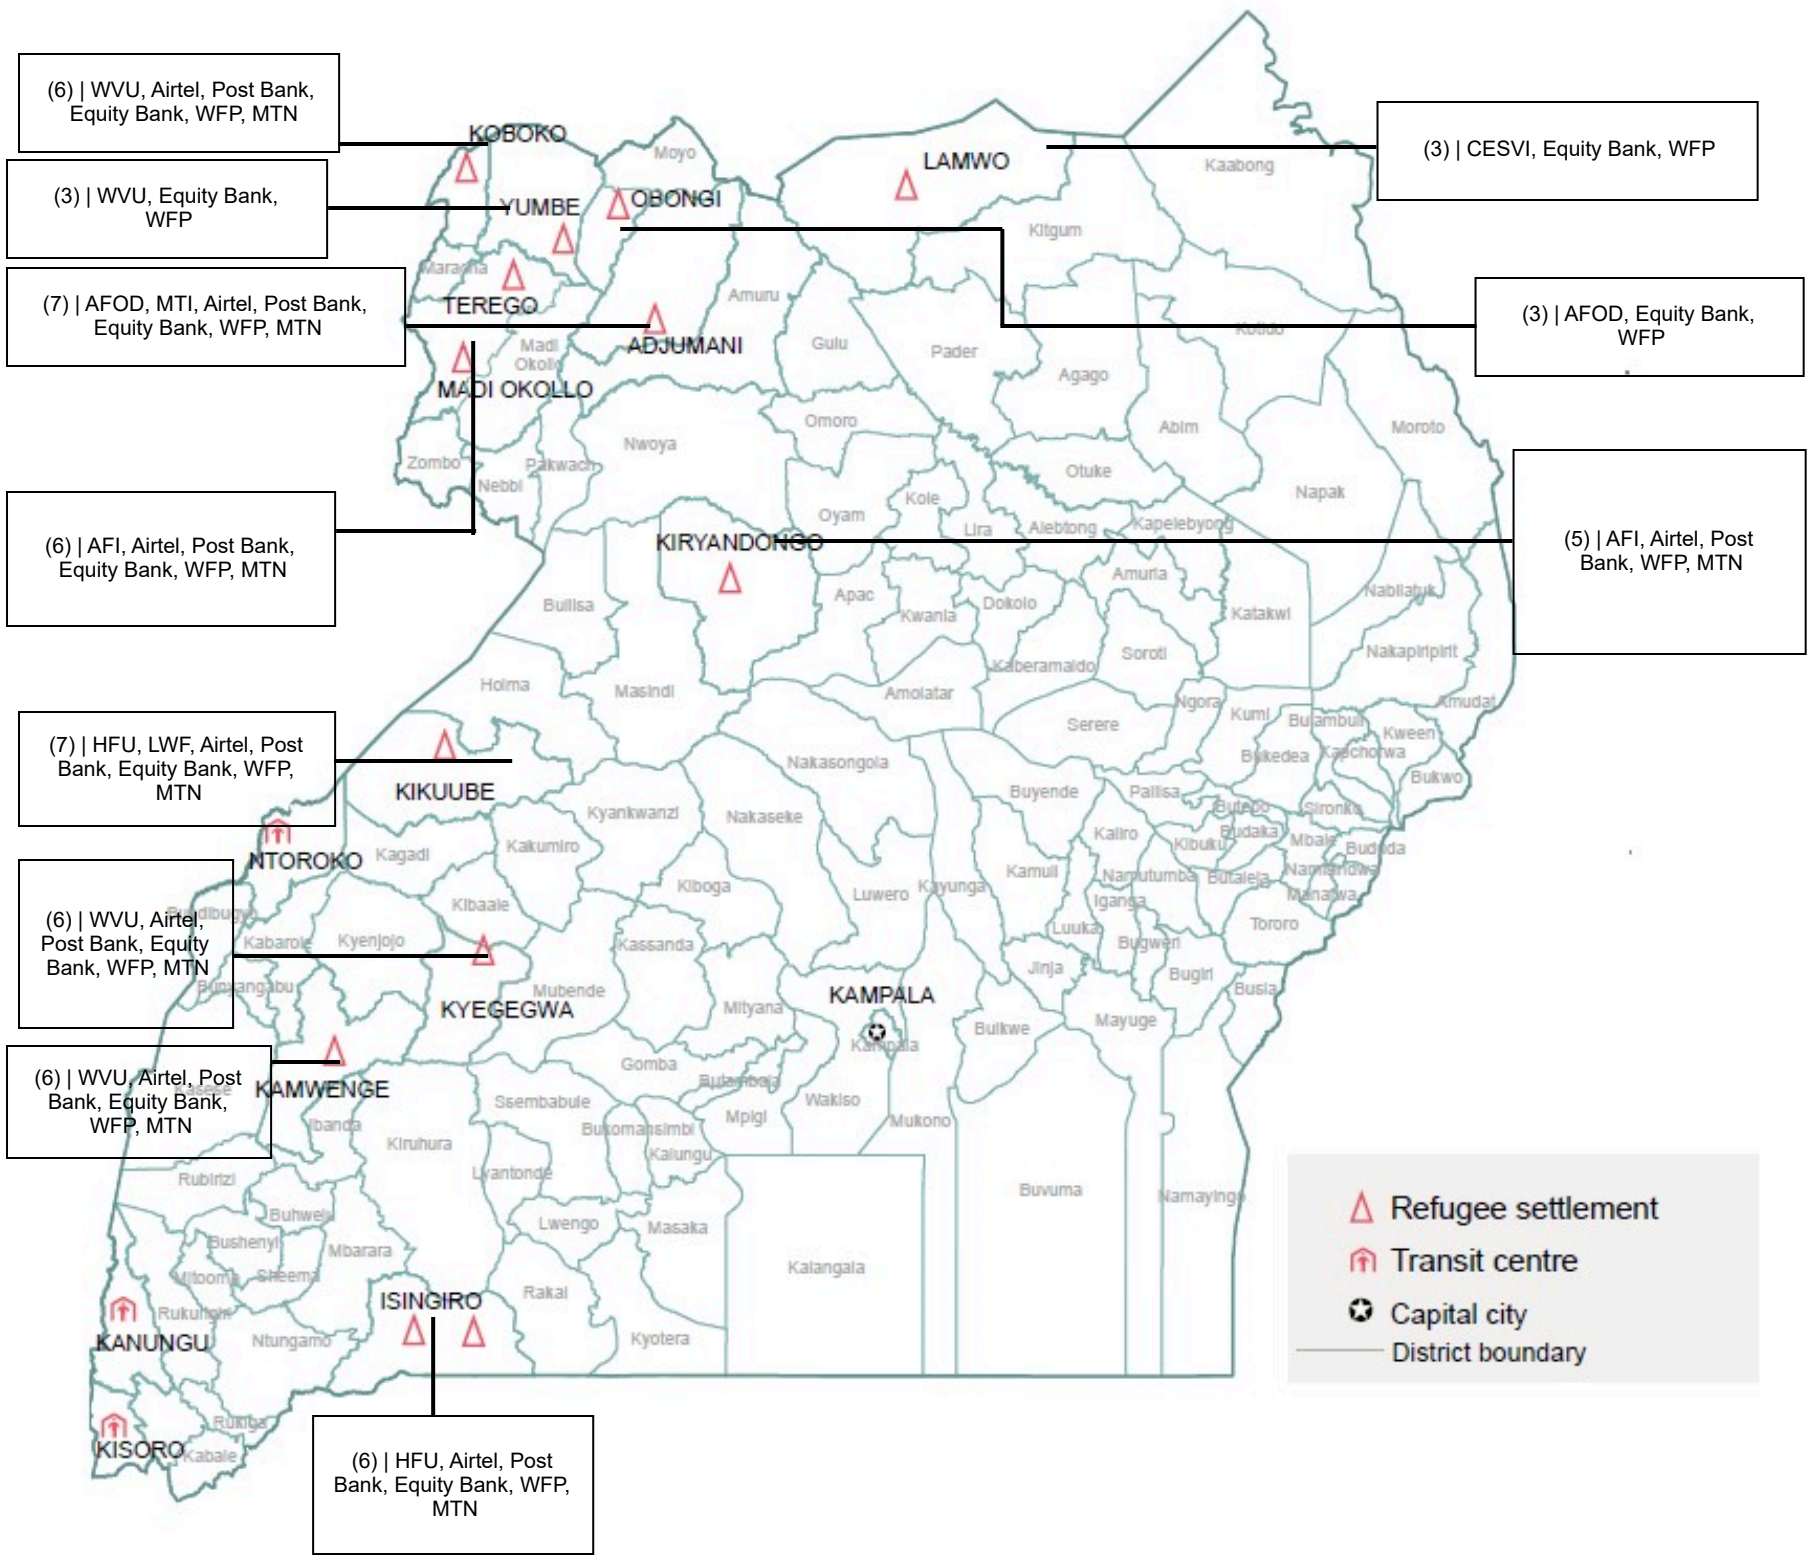 (6) | WVU, Airtel, Post Bank,
Equity Bank, WFP, MTN
(3) | WVU, Equity Bank,
WFP
(7) | AFOD, MTI, Airtel, Post Bank,
Equity Bank, WFP, MTN
(6) | AFI, Airtel, Post Bank,
Equity Bank, WFP, MTN
(7) | HFU, LWF, Airtel, Post
Bank, Equity Bank, WFP,
MTN
(6) | WVU, Airtel,
Post Bank, Equity
Bank, WFP, MTN
(6) | WVU, Airtel, Post
Bank, Equity Bank,
WFP, MTN
(6) | HFU, Airtel, Post
Bank, Equity Bank, WFP,
MTN
(3) | CESVI, Equity Bank, WFP
(3) | AFOD, Equity Bank,
WFP
(5) | AFI, Airtel, Post
Bank, WFP, MTN
KOBOKO
Moyo
LAMWO
Kaabong
YUMBE
OBONGI
Kitgum
Maracha
TEREGO
Amuru
Kotido
ADJUMANI
Madi
Okollo
Gulu
Pader
Agago
MADI OKOLLO
Omoro
Abim
Moroto
Nwoya
Zombo
Pakwach
Nebbi
Otuke
Napak
Kole
Oyam
Lira
Alebtong
Kapelebyong
KIRYANDONGO
Amuria
Buliisa
Apac
Kwania
Dokolo
Katakwi
Nabilatuk
Nakapiripirit
Soroti
Kaberamaido
Hoima
Masindi
Amolatar
Ngora
Kumi
Amudat
Serere
Bulambuli
Kween
Bukedea
Kapchorwa
Bukwo
Nakasongola
KIKUUBE
Buyende
Pallisa
Butebo
Sironko
Kyankwanzi
Nakaseke
Kaliro
Kibuku
Budaka
Mbale
Bududa
NTOROKO
Kagadi
Kakumiro
Kamuli
Namutumba
Butaleja
Namisindwa
Manafwa
Kiboga
Luwero
Kayunga
Iganga
Bundibugyo
Kibaale
Luuka
Bugweri
Tororo
Kabarole
Kyenjojo
Kassanda
Jinja
Bugiri
Busia
Bunyangabu
Mubende
KYEGEGWA
Mityana
KAMPALA
Kampala
Buikwe
Mayuge
Gomba
Butambala
Kasese
KAMWENGE
Ssembabule
Mpigi
Wakiso
Mukono
Ibanda
Kiruhura
Bukomansimbi
Kalungu
Lyantonde
Rubirizi
Buvuma
Namayingo
Buhweju
Lwengo
Masaka
Bushenyi
Mbarara
Mitooma
Sheema
Kalangala
Rukungiri
ISINGIRO
Rakai
KANUNGU
Ntungamo
Kyotera
KISORO
Rukiga
Kabale
Refugee settlement
Transit centre
Capital city
District boundary